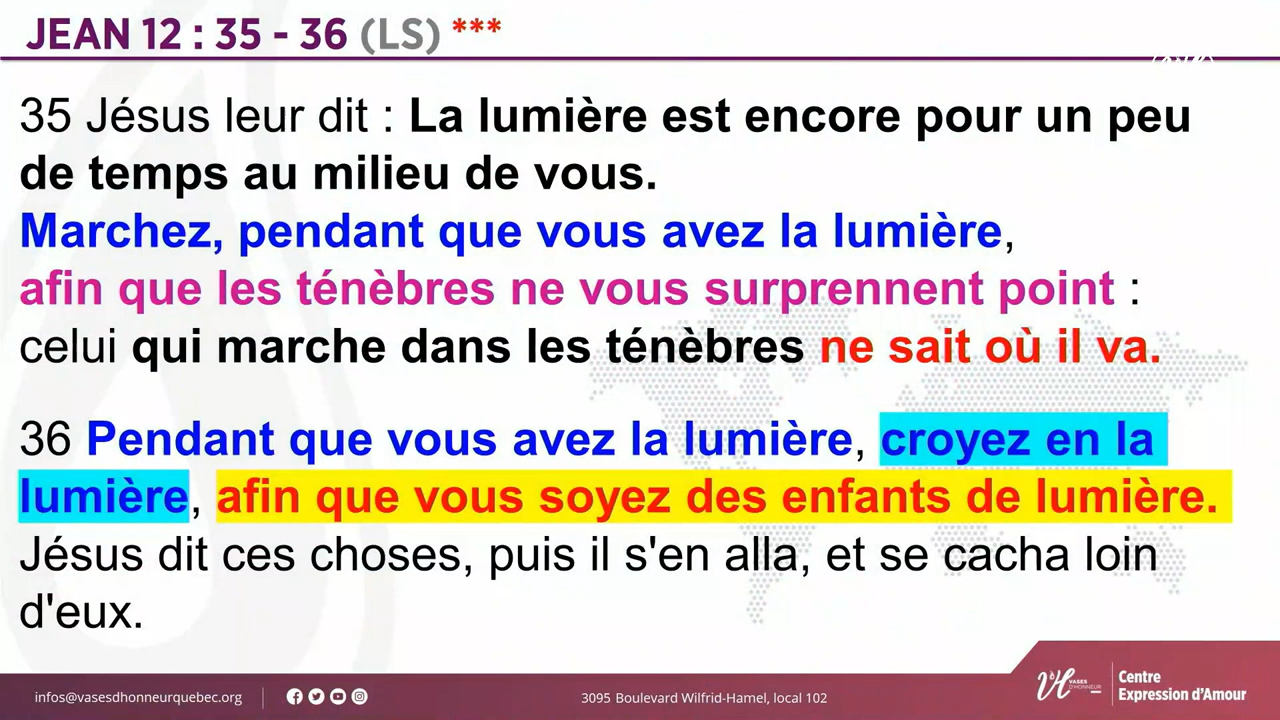 JEAN 12 : 35 - 36 (LS) ***
35 Jésus leur dit : La lumière est encore pour un peu
de temps au milieu de vous.
Marchez, pendant que vous avez la lumière,
afin que les ténèbres ne vous surprennent point :
celui qui marche dans les ténèbres ne sait où il va.
36 Pendant que vous avez la lumière, croyez en la
lumière, afin que vous soyez des enfants de lumière.
Jésus dit ces choses, puis il s'en alla, et se cacha loin
d'eux.
infos@vasesdhonneurquebec.org
3095 Boulevard Wilfrid-Hamel, local 102
VASES
D'HONNEUR
Centre
Expression d'Amour